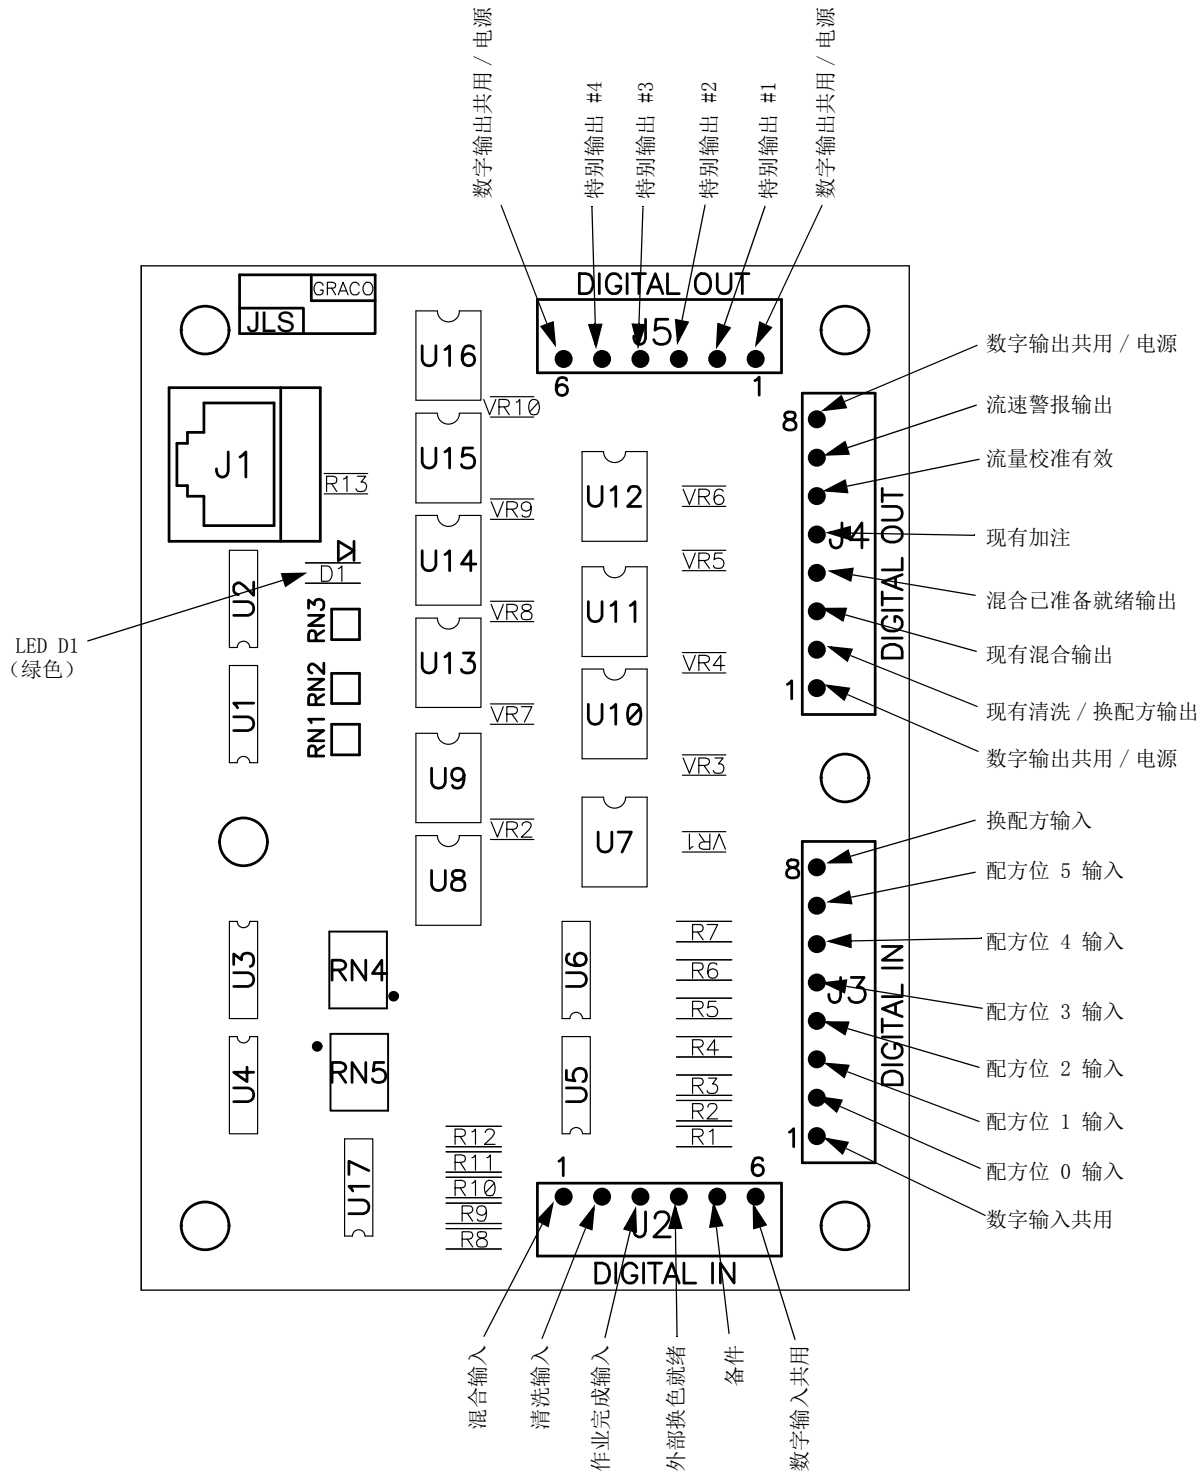 数字输出共用 / 电源
特别输出 #4
特别输出 #3
特别输出 #2
特别输出 #1
数字输出共用 / 电源
GRACO
JLS
DIGITAL OUT
J5
6
1
U16
VR10
J1
R13
U15
VR9
U12
VR6
U14
VR8
VR5
D1
U2
RN3
U11
U13
VR7
VR4
RN2
U1
RN1
U10
VR3
U9
VR2
U7
VR1
U8
LED D1
(绿色)
8
J4
1
DIGITAL OUT
数字输出共用 / 电源
流速警报输出
流量校准有效
现有加注
混合已准备就绪输出
现有混合输出
现有清洗 / 换配方输出
数字输出共用 / 电源
U3
RN4
U6
R7
R6
R5
U4
RN5
U5
R4
R3
R2
R1
U17
R12
R11
R10
R9
R8
8
J3
1
DIGITAL IN
换配方输入
配方位 5 输入
配方位 4 输入
配方位 3 输入
配方位 2 输入
配方位 1 输入
配方位 0 输入
数字输入共用
1
6
J2
DIGITAL IN
混合输入
清洗输入
作业完成输入
外部换色就绪
备件
数字输入共用